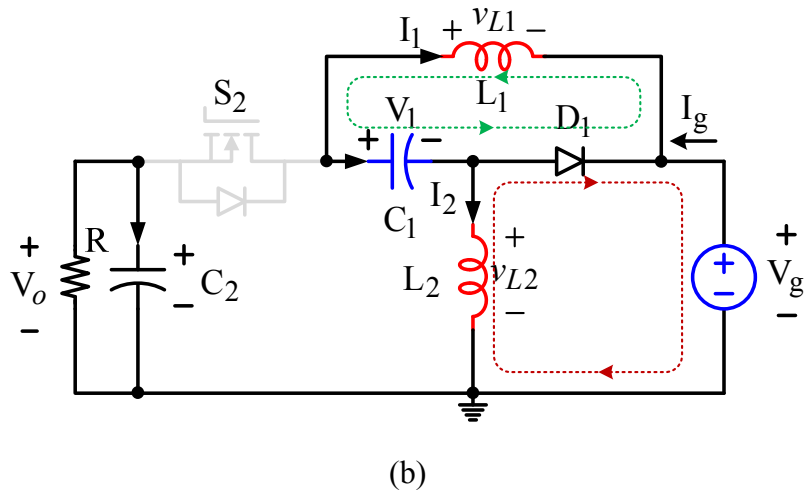 I1
+ vL1 −
L1
S2
V1
+ −
D1
Ig
C1
I2
R
+
Vo
−
+
−
C2
L2
+
vL2
−
+
−
+
Vg
−
(b)